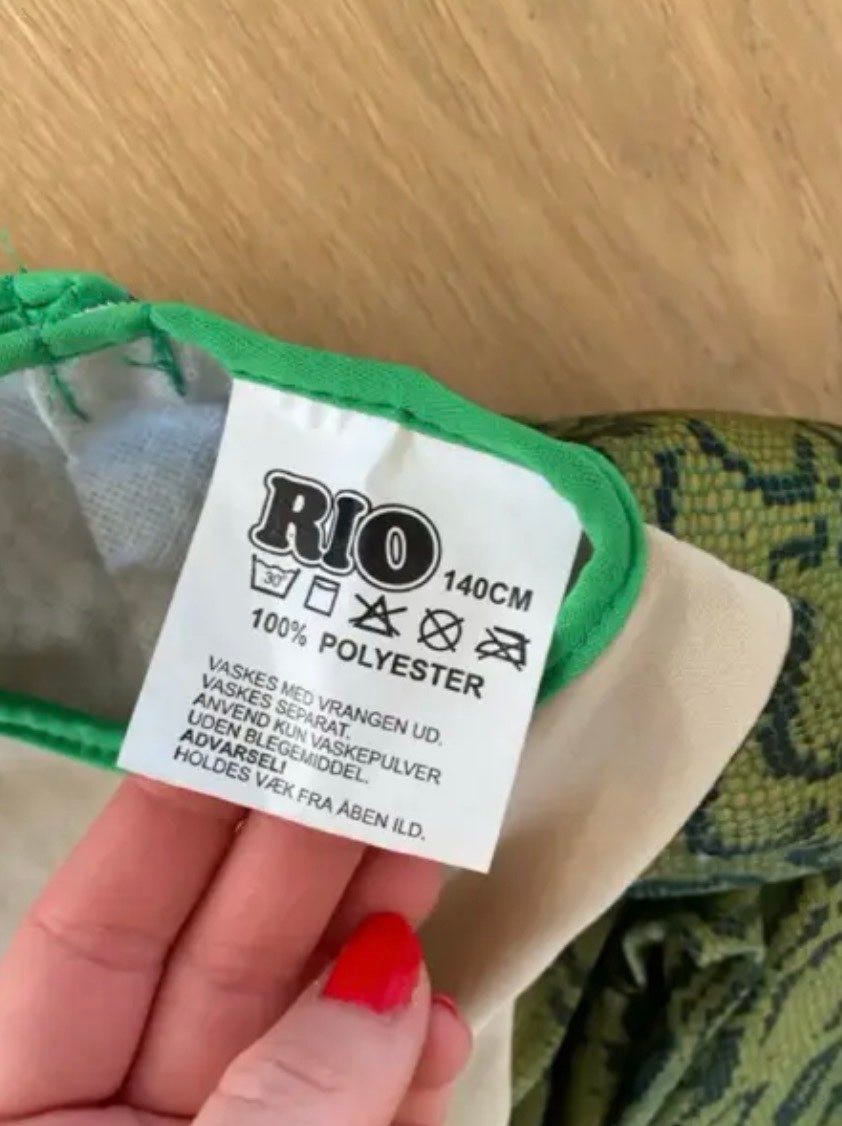 RIO 140CM
30°
100% POLYESTER
VASKES MED VRANGEN UD.
VASKES SEPARAT.
ANVEND KUN VASKEPULVER
UDEN BLEGEMIDDEL.
ADVARSEL!
HOLDES VÆK FRA ÅBEN ILD.